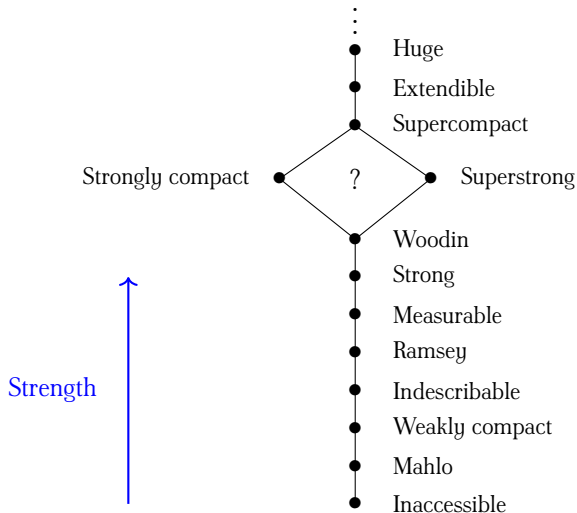 Huge
Extendible
Supercompact
Strongly compact
?
Superstrong
Woodin
Strong
Measurable
Ramsey
Strength
Indescribable
Weakly compact
Mahlo
Inaccessible